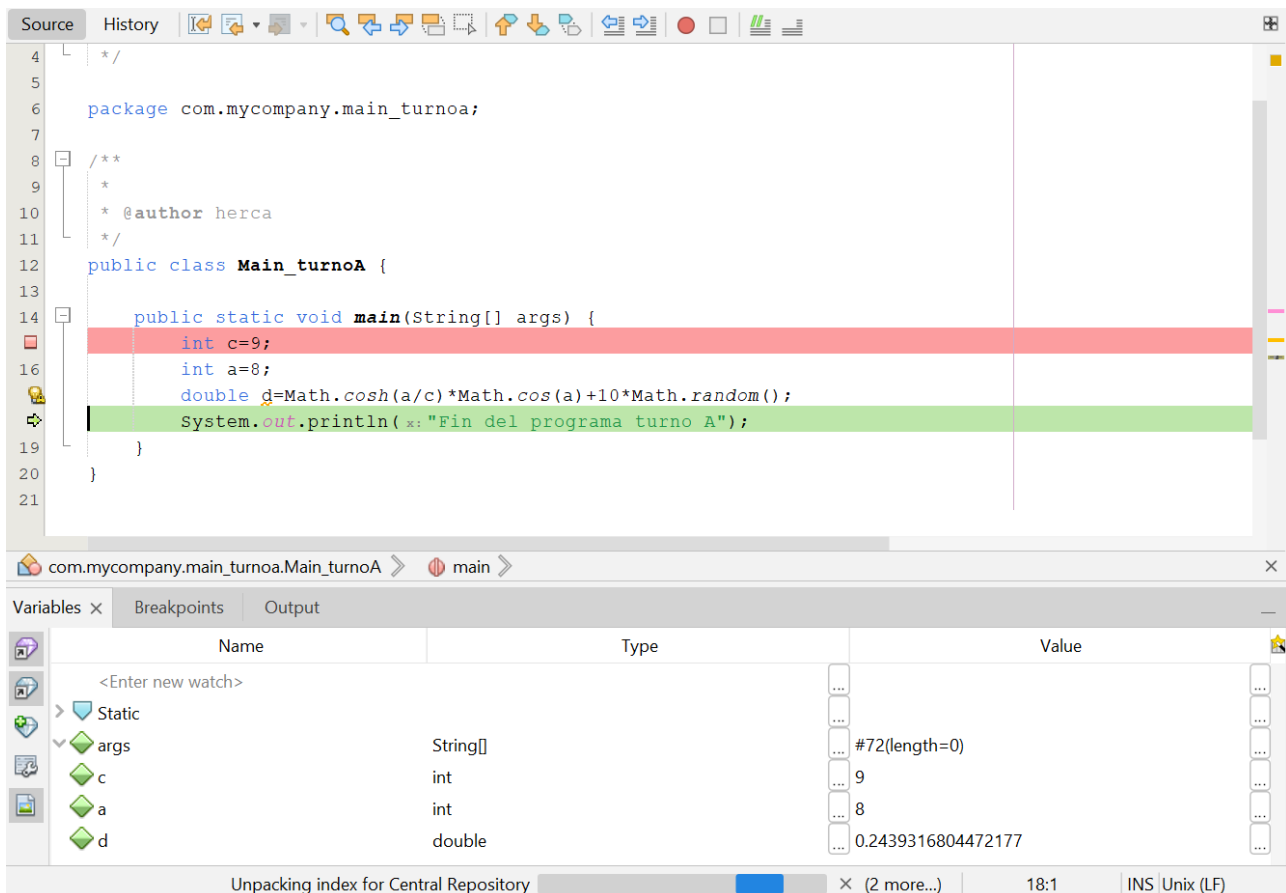 Source History
4 */
5
6 package com.mycompany.main_turnoa;
7
8 /**
9 *
10 * @author herca
11 */
12 public class Main_turnoA {
13
14 public static void main(String[] args) {
int c=9;
16 int a=8;
double d=Math.cosh(a/c)*Math.cos(a)+10*Math.random();
System.out.println( x: "Fin del programa turno A");
19 }
20 }
21
com.mycompany.main_turnoa.Main_turnoA main
Variables Breakpoints Output
Name Type Value
<Enter new watch> ... ...
Static ... ...
args String[] ... #72(length=0) ...
c int ... 9 ...
a int ... 8 ...
d double ... 0.2439316804472177 ...
Unpacking index for Central Repository (2 more...) 18:1 INS Unix (LF)